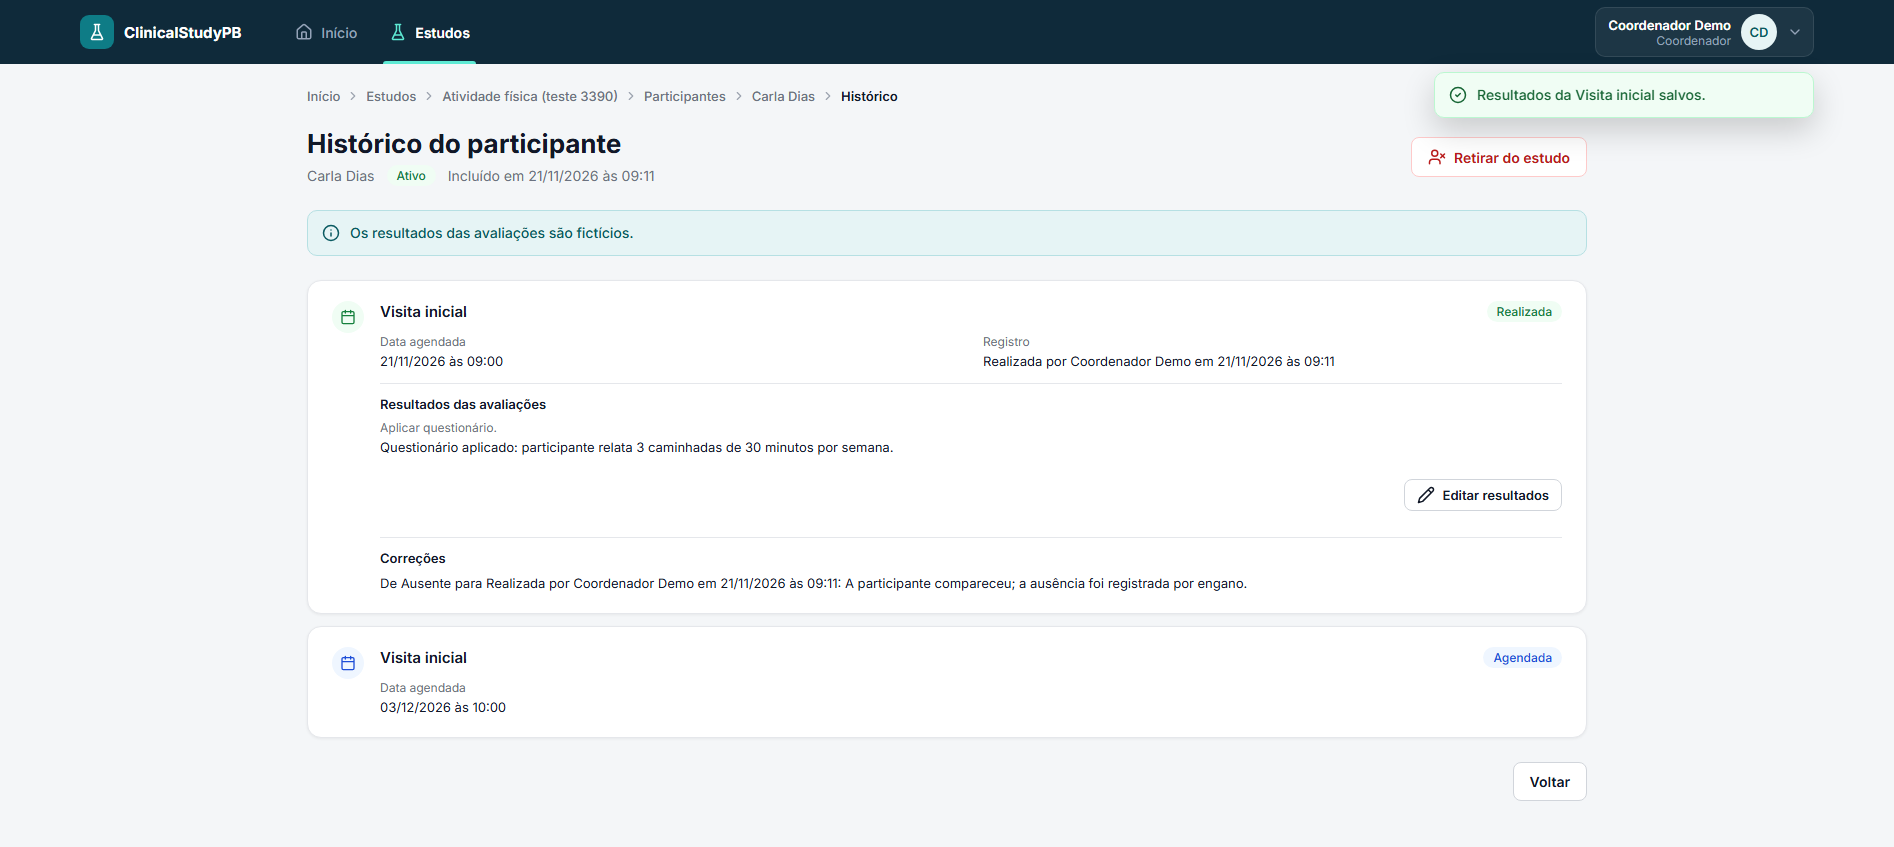 ClinicalStudyPB
Início
Estudos
Coordenador Demo
Coordenador
CD
Início > Estudos > Atividade física (teste 3390) > Participantes > Carla Dias > Histórico
Resultados da Visita inicial salvos.
Histórico do participante
Carla Dias Ativo Incluído em 21/11/2026 às 09:11
Retirar do estudo
Os resultados das avaliações são fictícios.
Visita inicial
Realizada
Data agendada
21/11/2026 às 09:00
Registro
Realizada por Coordenador Demo em 21/11/2026 às 09:11
Resultados das avaliações
Aplicar questionário.
Questionário aplicado: participante relata 3 caminhadas de 30 minutos por semana.
Editar resultados
Correções
De Ausente para Realizada por Coordenador Demo em 21/11/2026 às 09:11: A participante compareceu; a ausência foi registrada por engano.
Visita inicial
Agendada
Data agendada
03/12/2026 às 10:00
Voltar